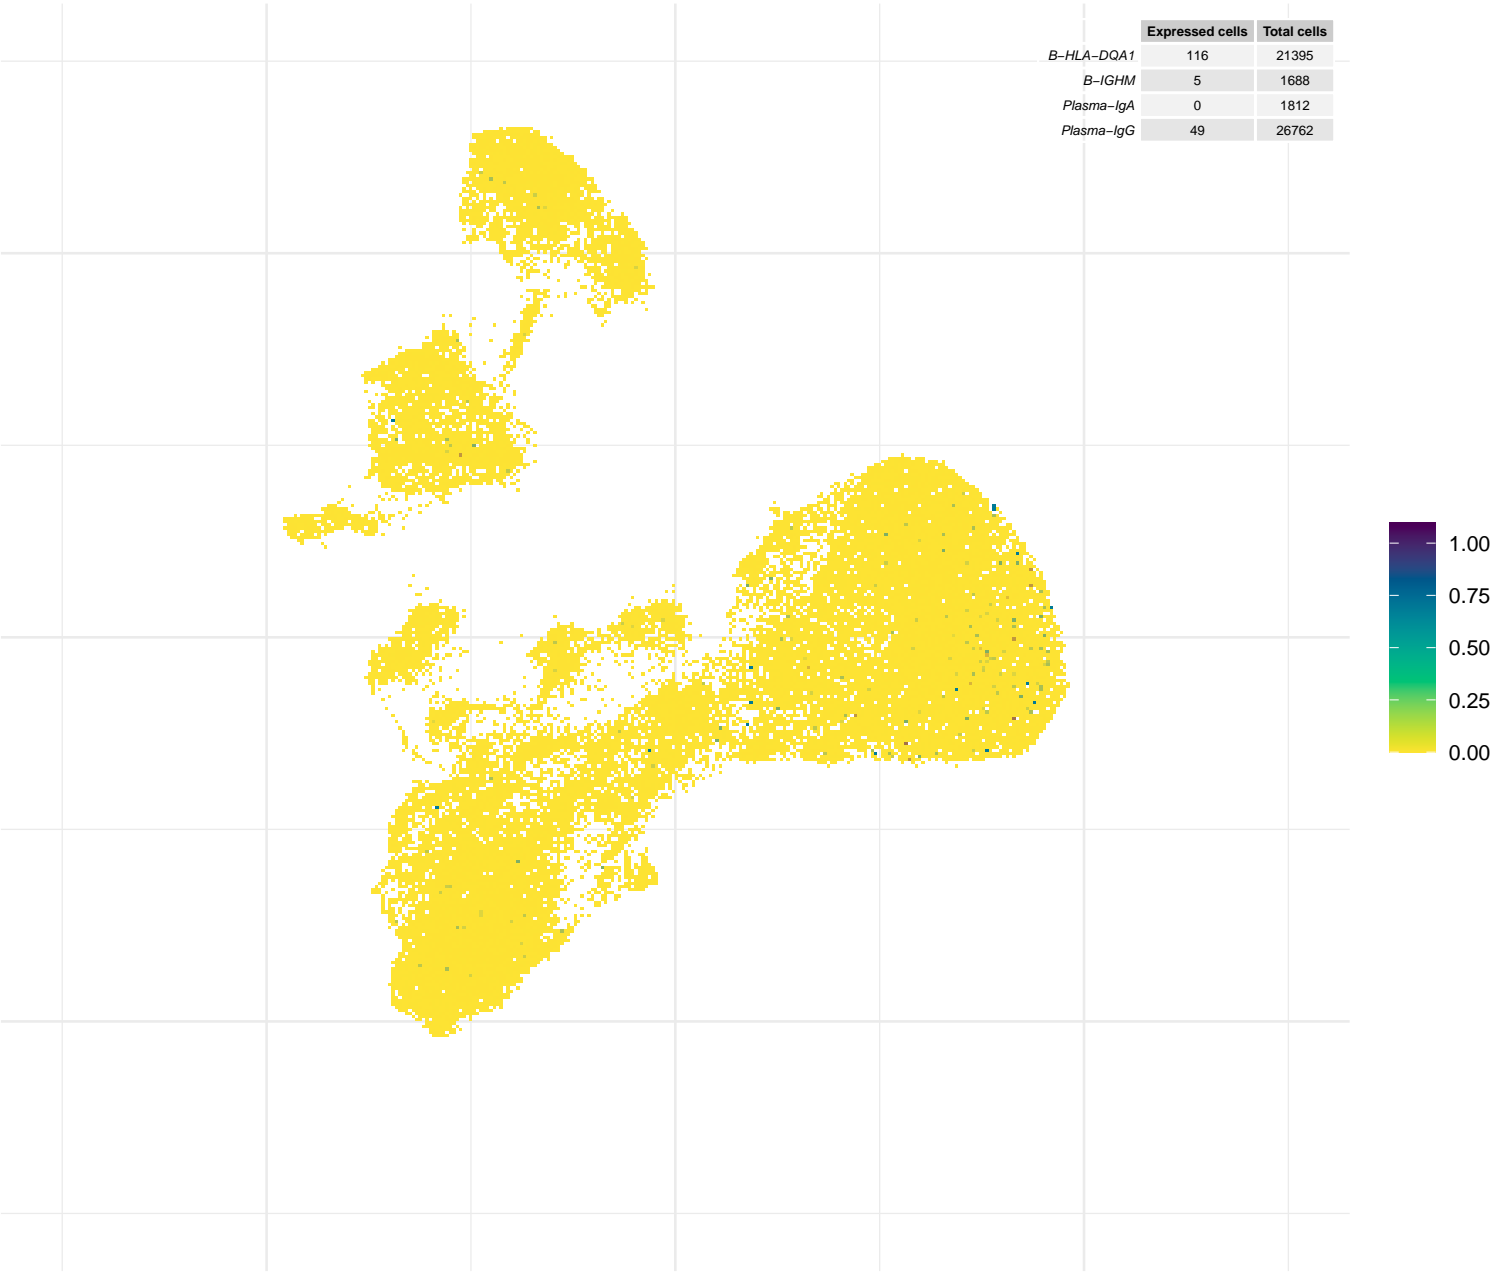 Expressed cells Total cells
B−HLA−DQA1 116 21395
B−IGHM 5 1688
Plasma−IgA 0 1812
Plasma−IgG 49 26762
1.00
0.75
0.50
0.25
0.00